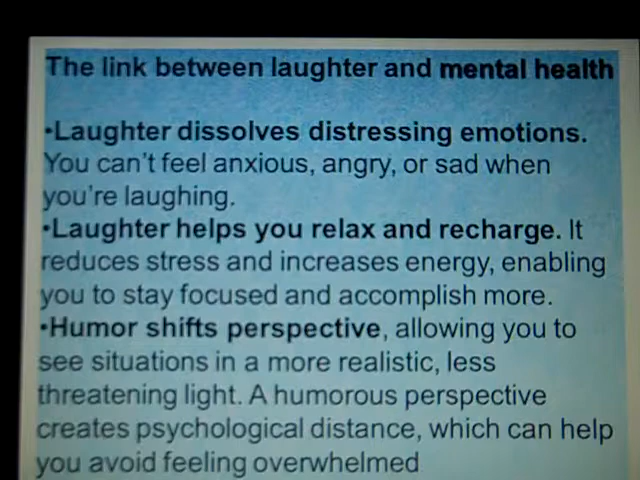 The link between laughter and mental health
•Laughter dissolves distressing emotions.
You can't feel anxious, angry, or sad when
you're laughing.
•Laughter helps you relax and recharge. It
reduces stress and increases energy, enabling
you to stay focused and accomplish more.
•Humor shifts perspective, allowing you to
see situations in a more realistic, less
threatening light. A humorous perspective
creates psychological distance, which can help
you avoid feeling overwhelmed